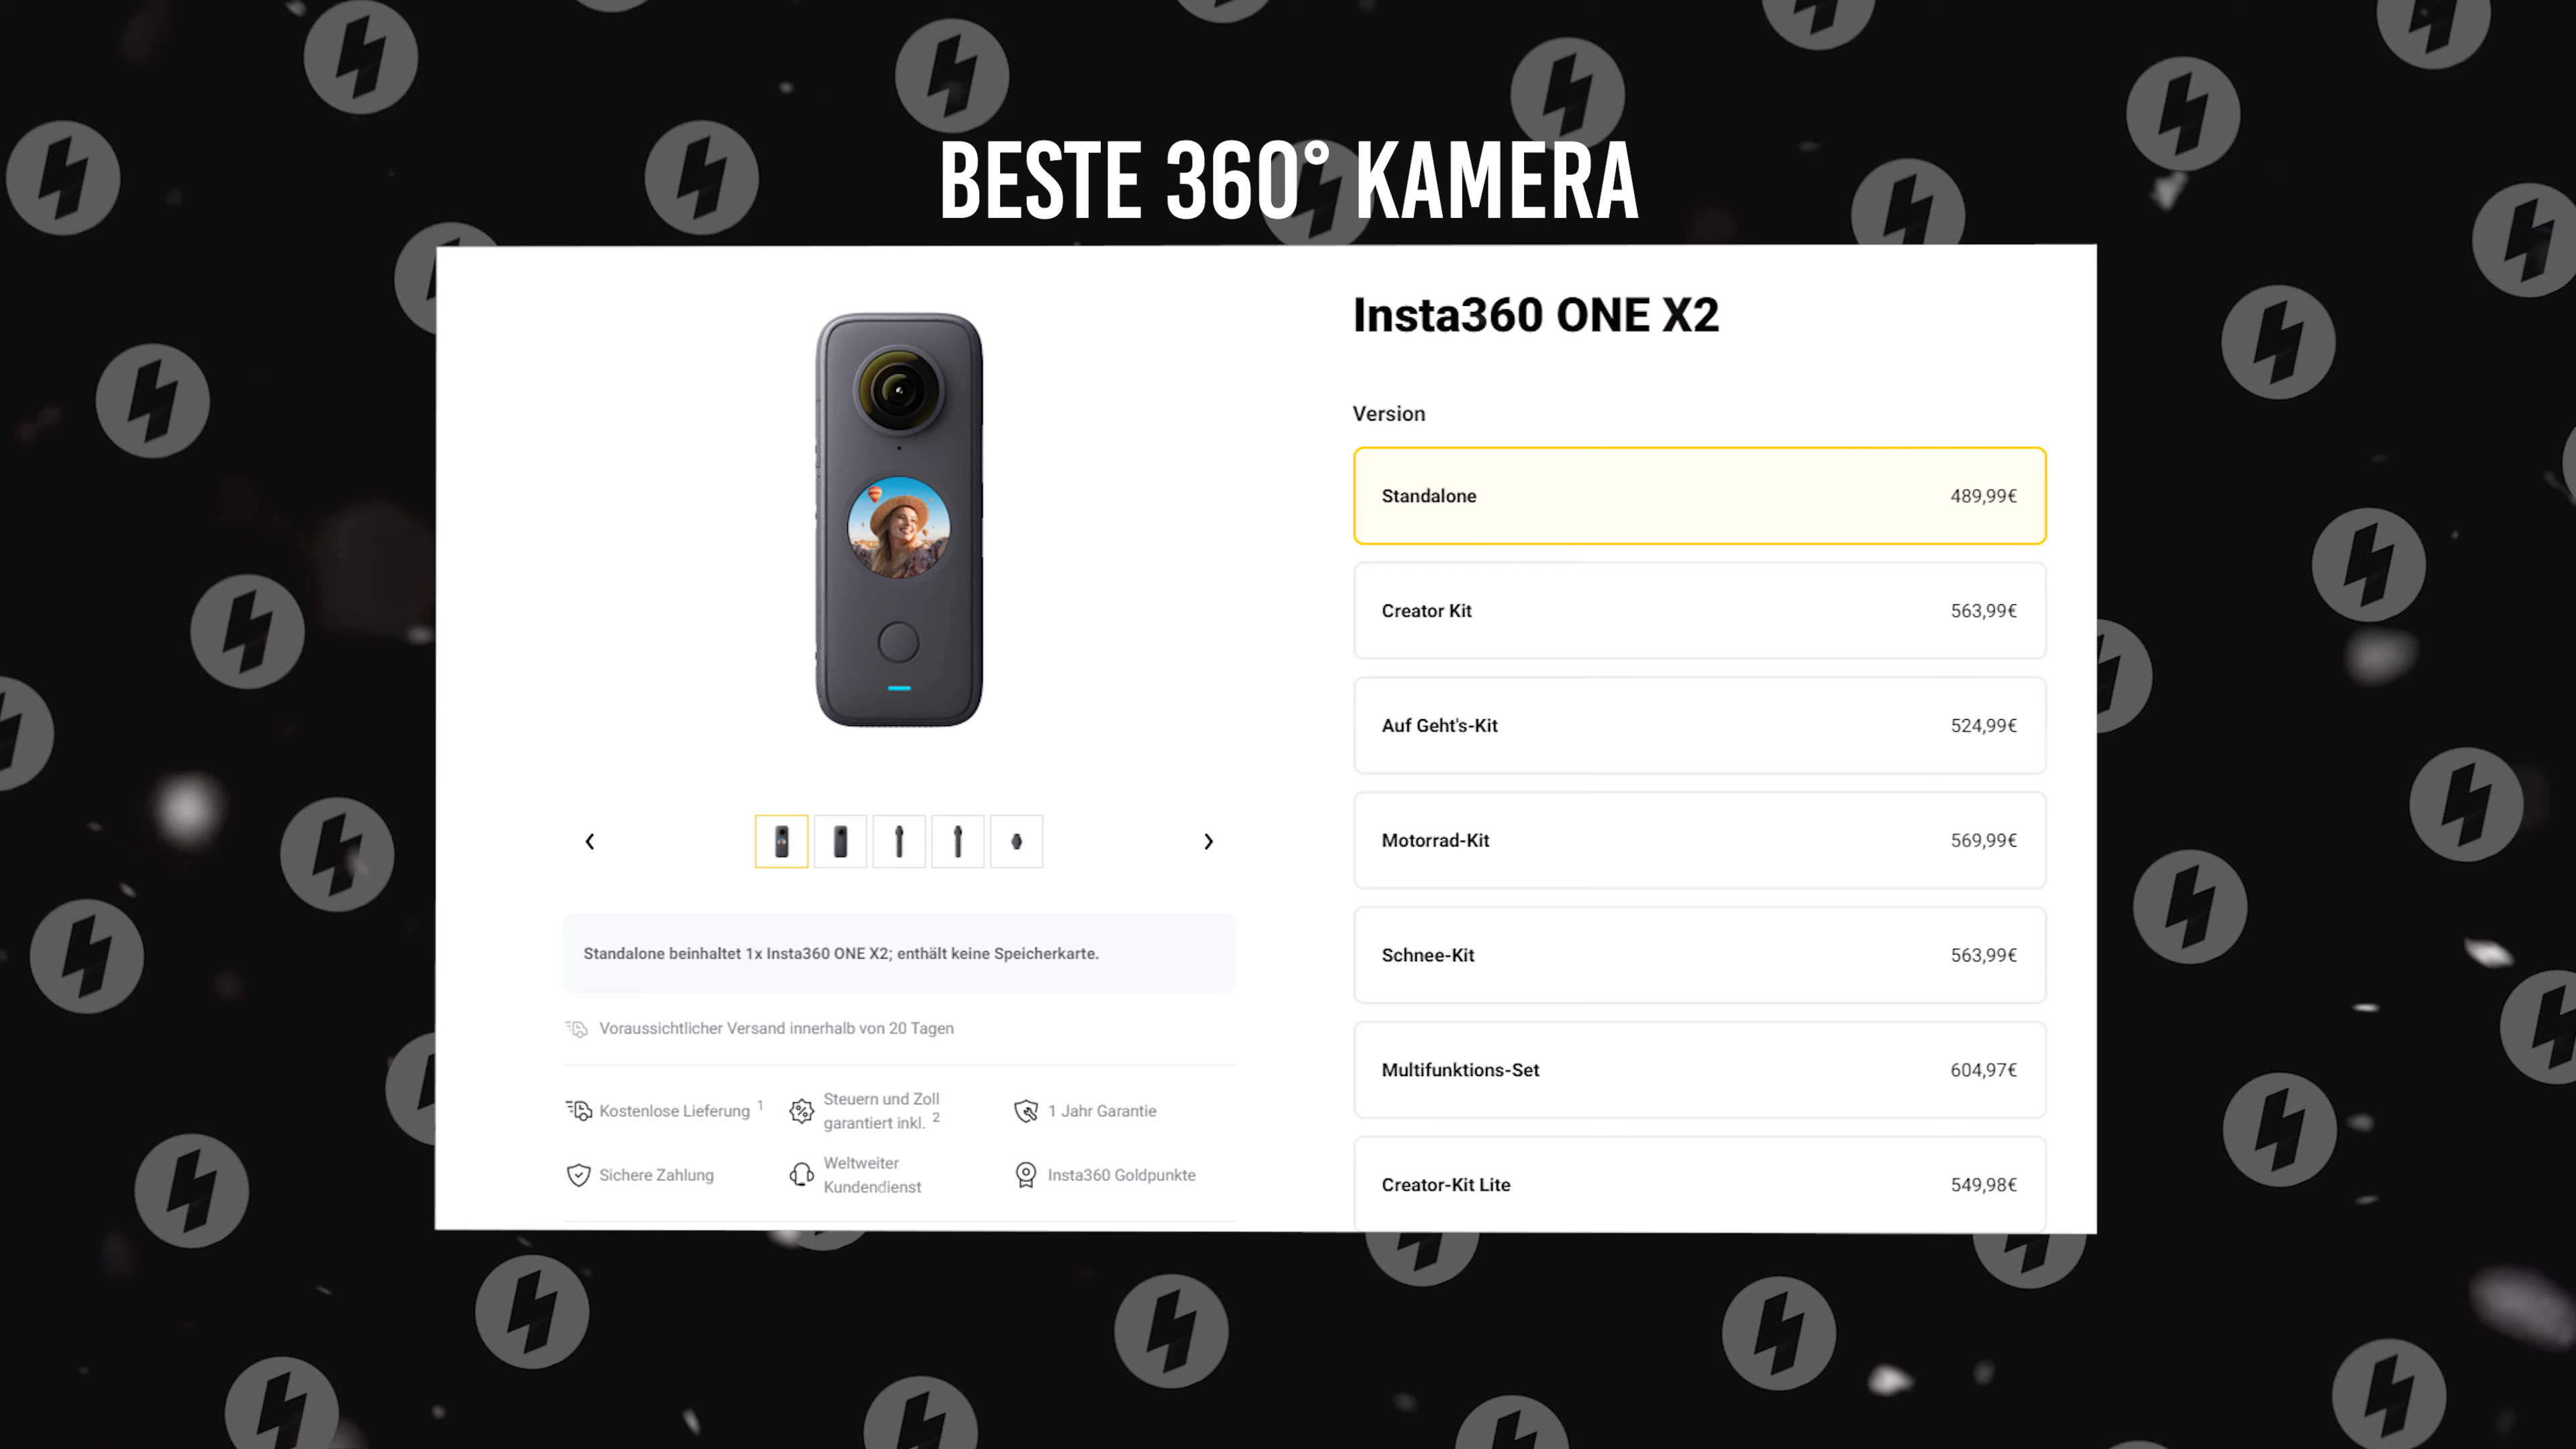 BESTE 360° KAMERA
Insta360 ONE X2
Version
Standalone 489,99€
Creator Kit 563,99€
Auf Geht's-Kit 524,99€
Motorrad-Kit 569,99€
Schnee-Kit 563,99€
Multifunktions-Set 604,97€
Creator-Kit Lite 549,98€
Standalone beinhaltet 1x Insta360 ONE X2; enthält keine Speicherkarte.
Voraussichtlicher Versand innerhalb von 20 Tagen
Kostenlose Lieferung 1
Steuern und Zoll
garantiert inkl. 2
1 Jahr Garantie
Sichere Zahlung
Weltweiter
Kundendienst
Insta360 Goldpunkte